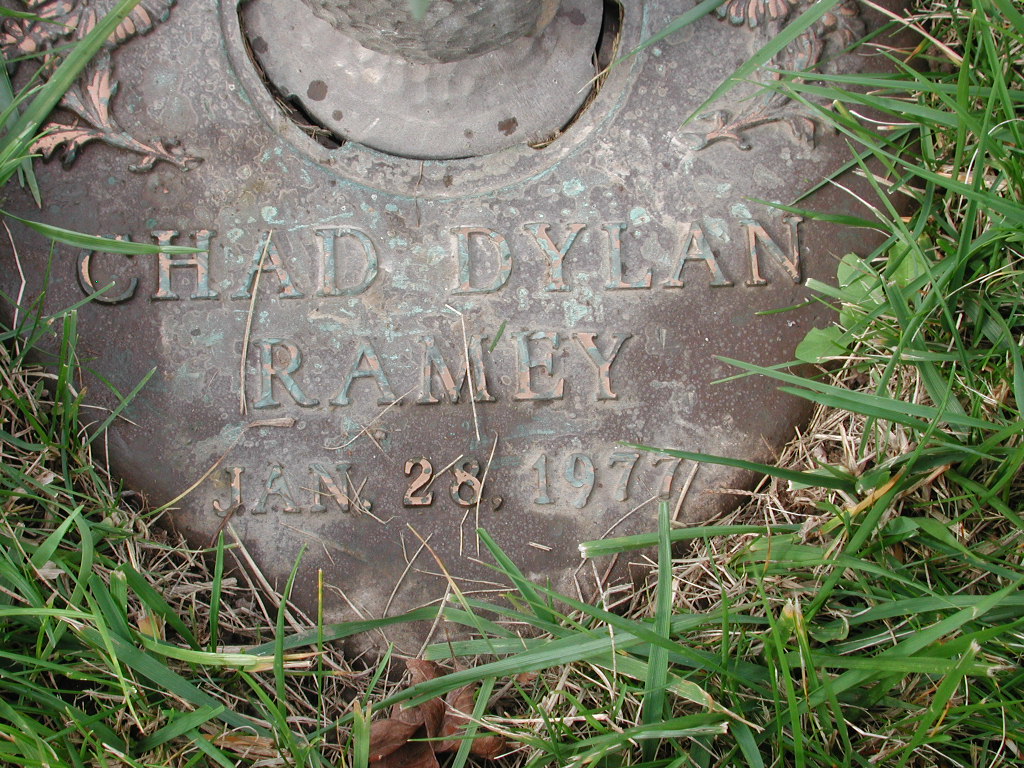 CHAD DYLAN
RAMEY
JAN. 28, 1977